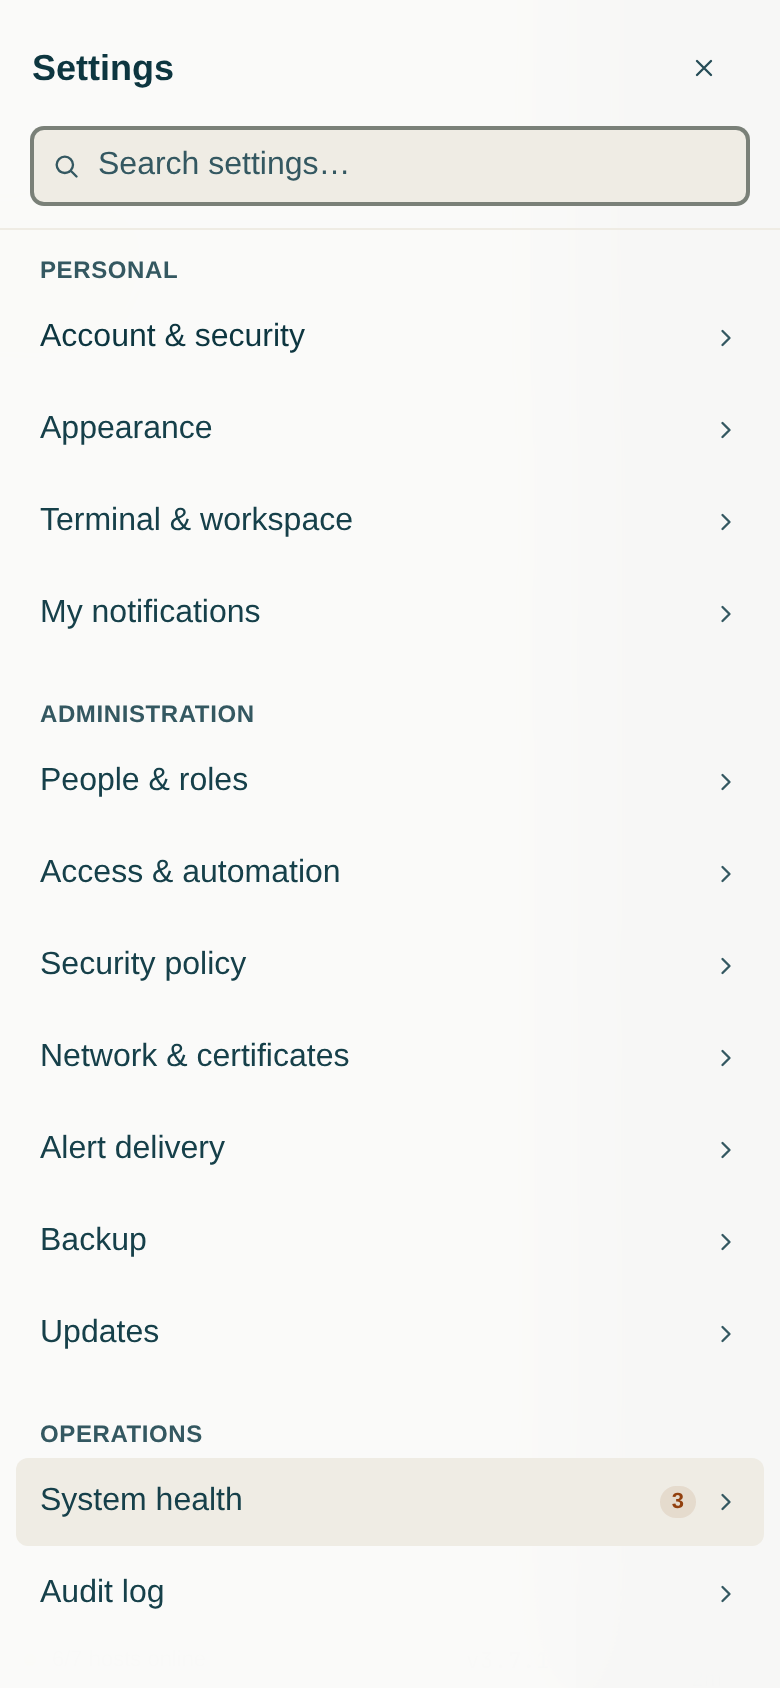 Settings
Search settings…
PERSONAL
Account & security
Appearance
Terminal & workspace
My notifications
ADMINISTRATION
People & roles
Access & automation
Security policy
Network & certificates
Alert delivery
Backup
Updates
OPERATIONS
System health 3
Audit log